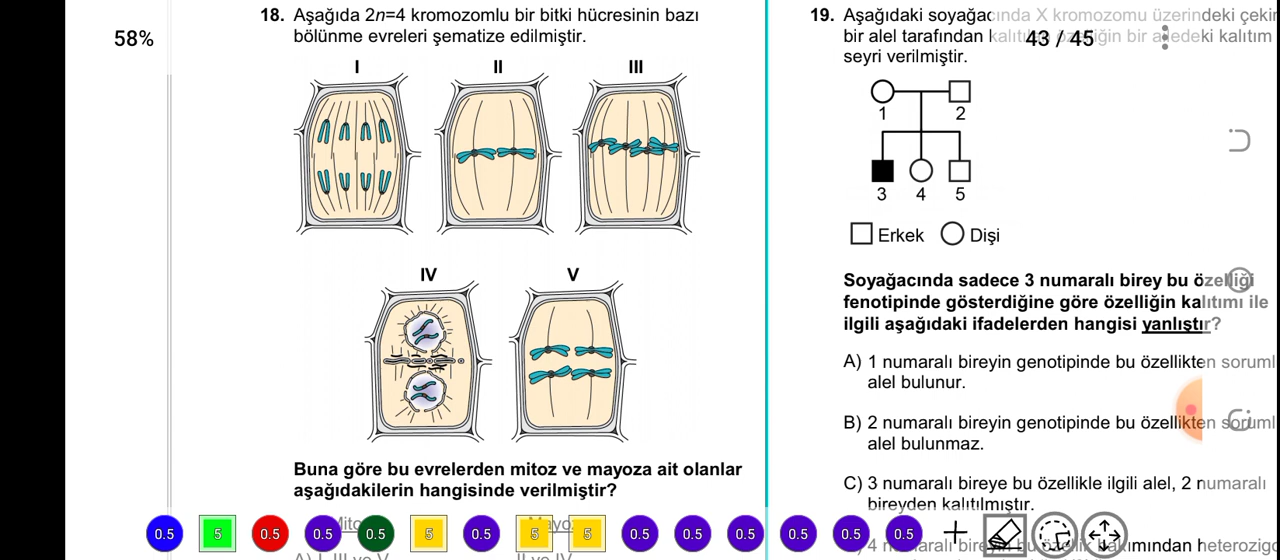 58%
18. Aşağıda 2n=4 kromozomlu bir bitki hücresinin bazı
bölünme evreleri şematize edilmiştir.
I
II
III
IV
V
Buna göre bu evrelerden mitoz ve mayoza ait olanlar
aşağıdakilerin hangisinde verilmiştir?
19. Aşağıdaki soyağacında X kromozomu üzerindeki
bir alel tarafından bir ailedeki kalıtım
43 / 45
seyri verilmiştir.
1
2
3
4
5
Erkek
Dişi
Soyağacında sadece 3 numaralı birey bu özelliği
fenotipinde gösterdiğine göre özelliğin kalıtımı ile
ilgili aşağıdaki ifadelerden hangisi yanlıştır?
A) 1 numaralı bireyin genotipinde bu özellikten
alel bulunur.
B) 2 numaralı bireyin genotipinde bu özellikten
alel bulunmaz.
C) 3 numaralı bireye bu özellikle ilgili alel, 2 numaralı
bireyden kalıtılmıştır.
0.5
5
0.5
0.5
0.5
5
0.5
5
5
0.5
0.5
0.5
0.5
0.5
0.5